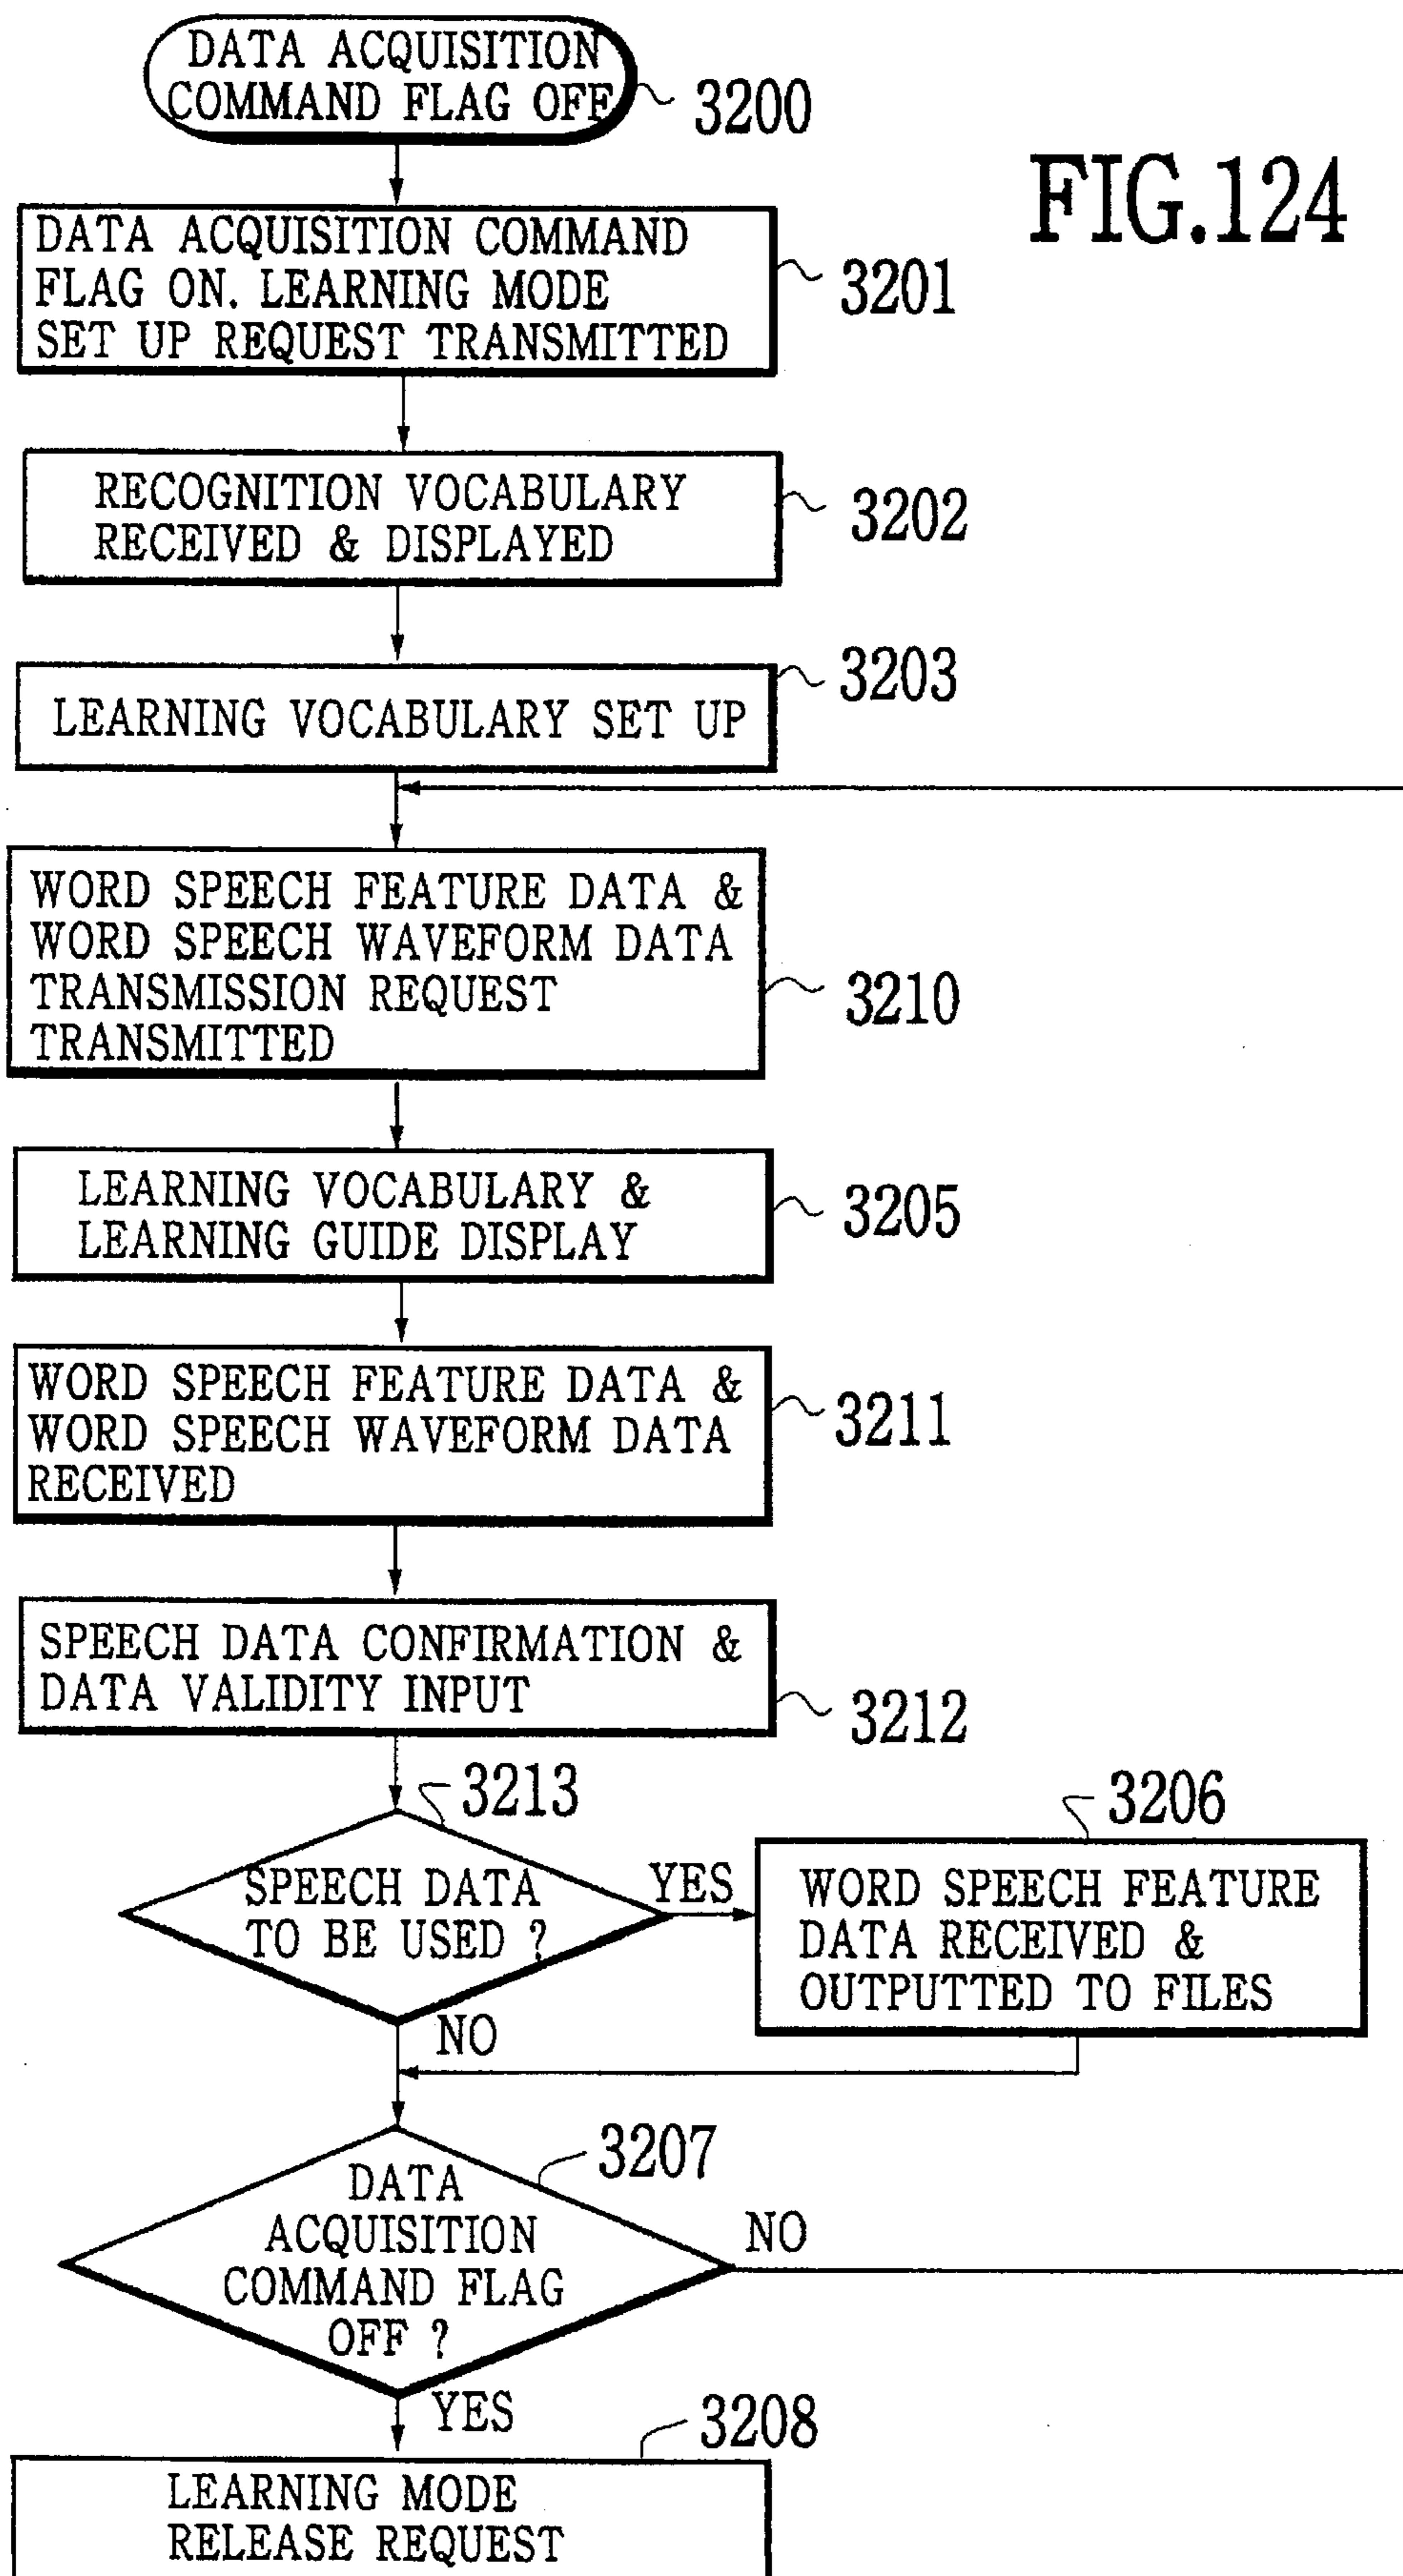 DATA ACQUISITION
COMMAND FLAG OFF
3200
FIG.124
DATA ACQUISITION COMMAND
FLAG ON. LEARNING MODE
SET UP REQUEST TRANSMITTED
3201
RECOGNITION VOCABULARY
RECEIVED & DISPLAYED
3202
3203
LEARNING VOCABULARY SET UP
WORD SPEECH FEATURE DATA &
WORD SPEECH WAVEFORM DATA
TRANSMISSION REQUEST
TRANSMITTED
3210
LEARNING VOCABULARY &
LEARNING GUIDE DISPLAY
3205
WORD SPEECH FEATURE DATA &
WORD SPEECH WAVEFORM DATA
RECEIVED
3211
SPEECH DATA CONFIRMATION &
DATA VALIDITY INPUT
3212
3213
SPEECH DATA
TO BE USED ?
YES
NO
3206
WORD SPEECH FEATURE
DATA RECEIVED &
OUTPUTTED TO FILES
3207
DATA
ACQUISITION
COMMAND FLAG
OFF ?
NO
YES
3208
LEARNING MODE
RELEASE REQUEST